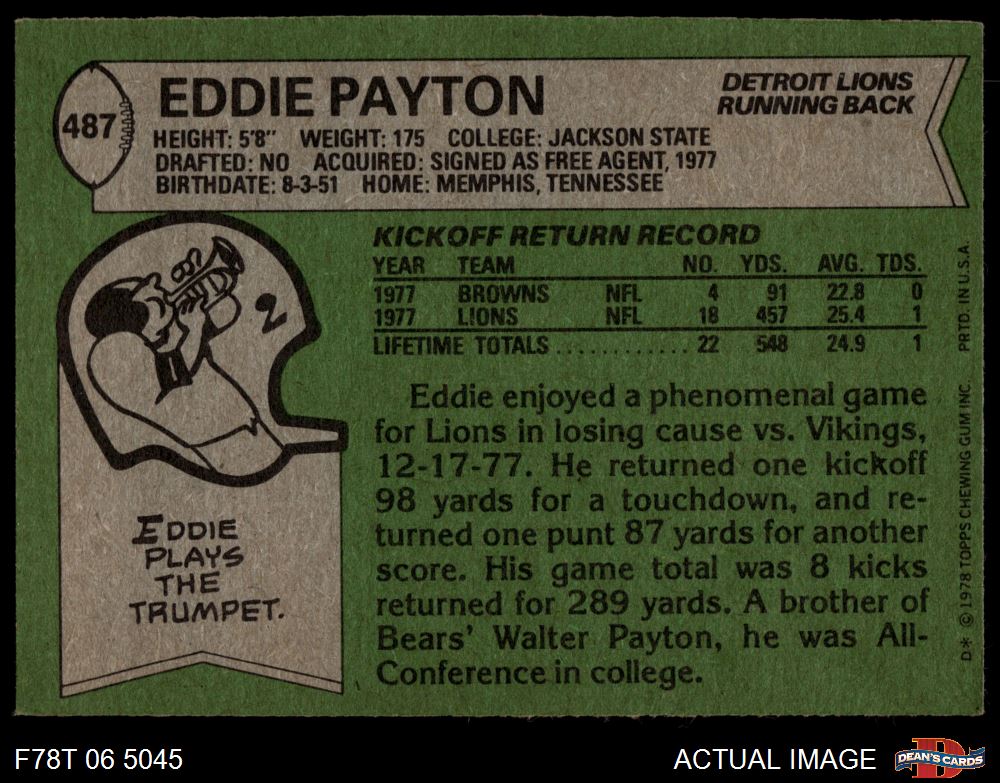 487
EDDIE PAYTON
DETROIT LIONS
RUNNING BACK
HEIGHT: 5'8" WEIGHT: 175 COLLEGE: JACKSON STATE
DRAFTED: NO ACQUIRED: SIGNED AS FREE AGENT, 1977
BIRTHDATE: 8-3-51 HOME: MEMPHIS, TENNESSEE
KICKOFF RETURN RECORD
YEAR TEAM NO. YDS. AVG. TDS.
1977 BROWNS NFL 4 91 22.8 0
1977 LIONS NFL 18 457 25.4 1
LIFETIME TOTALS ............... 22 548 24.9 1
Eddie enjoyed a phenomenal game
for Lions in losing cause vs. Vikings,
12-17-77. He returned one kickoff
98 yards for a touchdown, and re-
turned one punt 87 yards for another
score. His game total was 8 kicks
returned for 289 yards. A brother of
Bears' Walter Payton, he was All-
Conference in college.
2
EDDIE
PLAYS
THE
TRUMPET.
D* © 1978 TOPPS CHEWING GUM INC. PRTD. IN U.S.A.
F78T 06 5045
ACTUAL IMAGE
D
DEAN'S CARDS